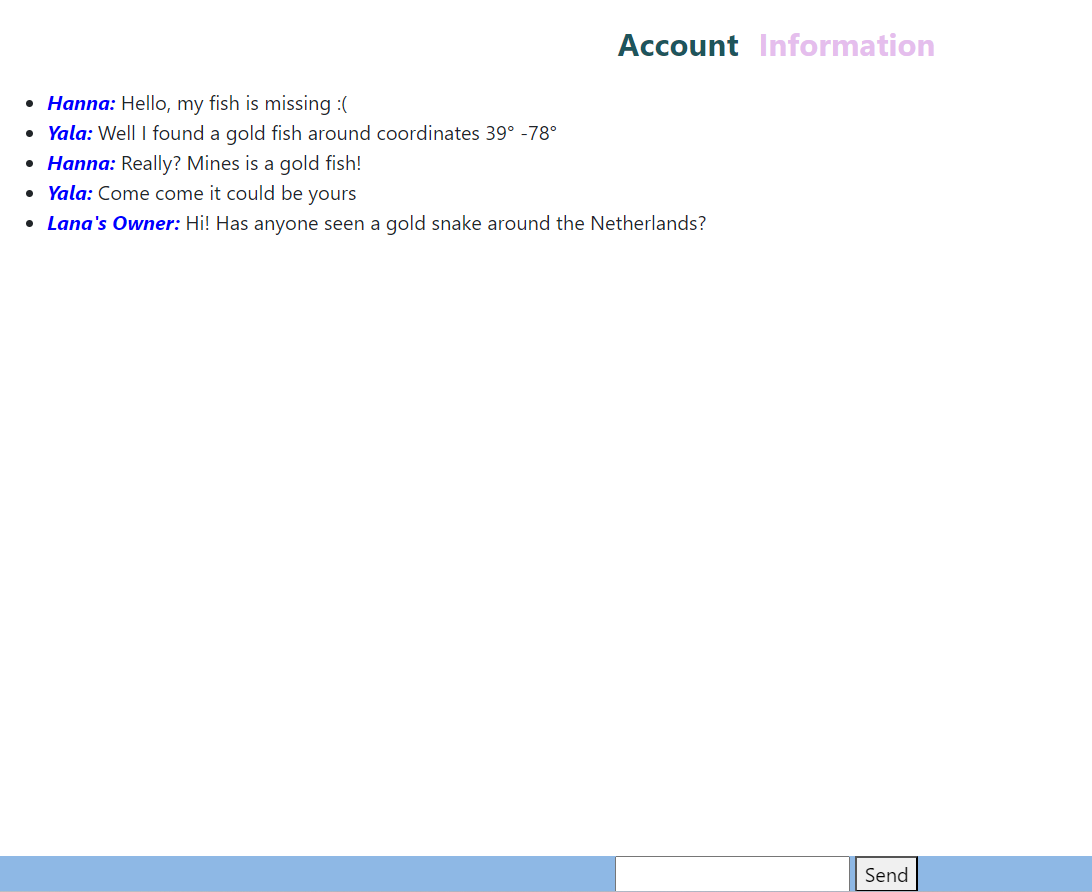 Account Information
Hanna: Hello, my fish is missing :(
Yala: Well I found a gold fish around coordinates 39° -78°
Hanna: Really? Mines is a gold fish!
Yala: Come come it could be yours
Lana's Owner: Hi! Has anyone seen a gold snake around the Netherlands?
Send